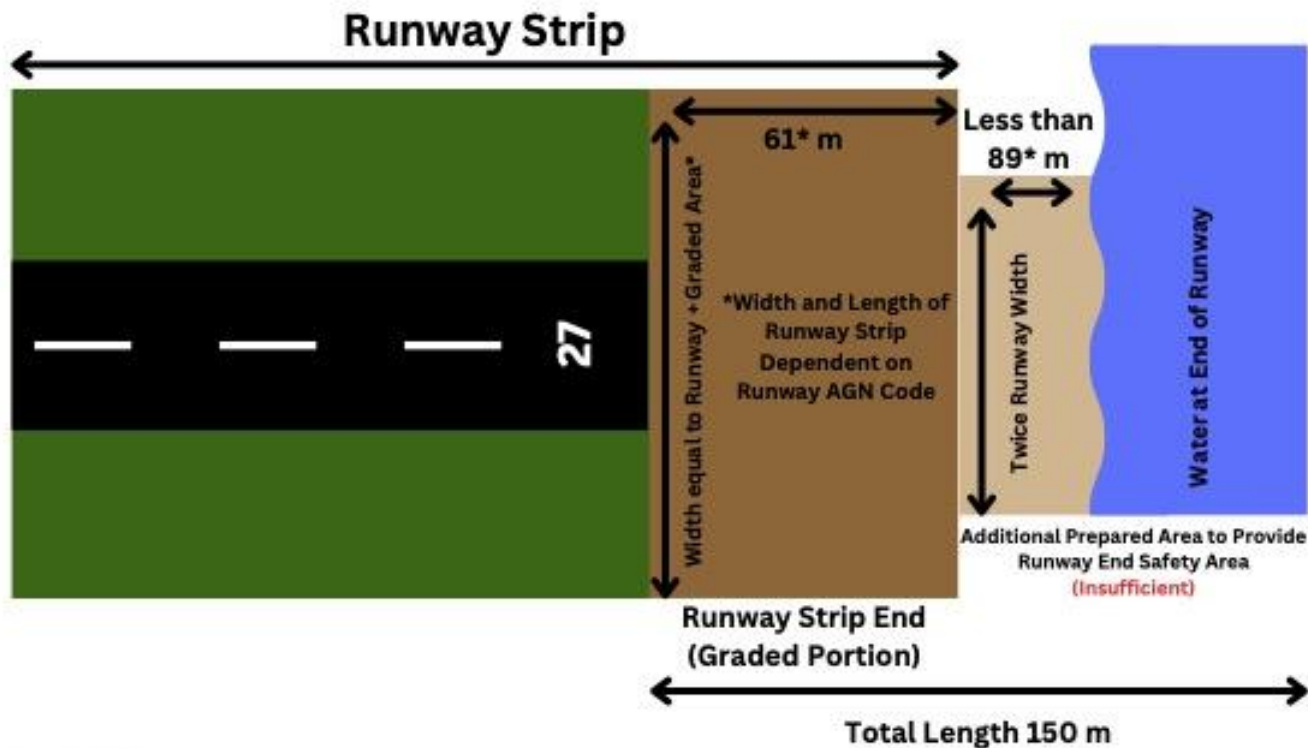 Runway Strip
61* m
Less than
89* m
Width equal to Runway + Graded Area*
*Width and Length of
Runway Strip
Dependent on
Runway AGN Code
27
Twice Runway Width
Water at End of Runway
Additional Prepared Area to Provide
Runway End Safety Area
(Insufficient)
Runway Strip End
(Graded Portion)
Total Length 150 m